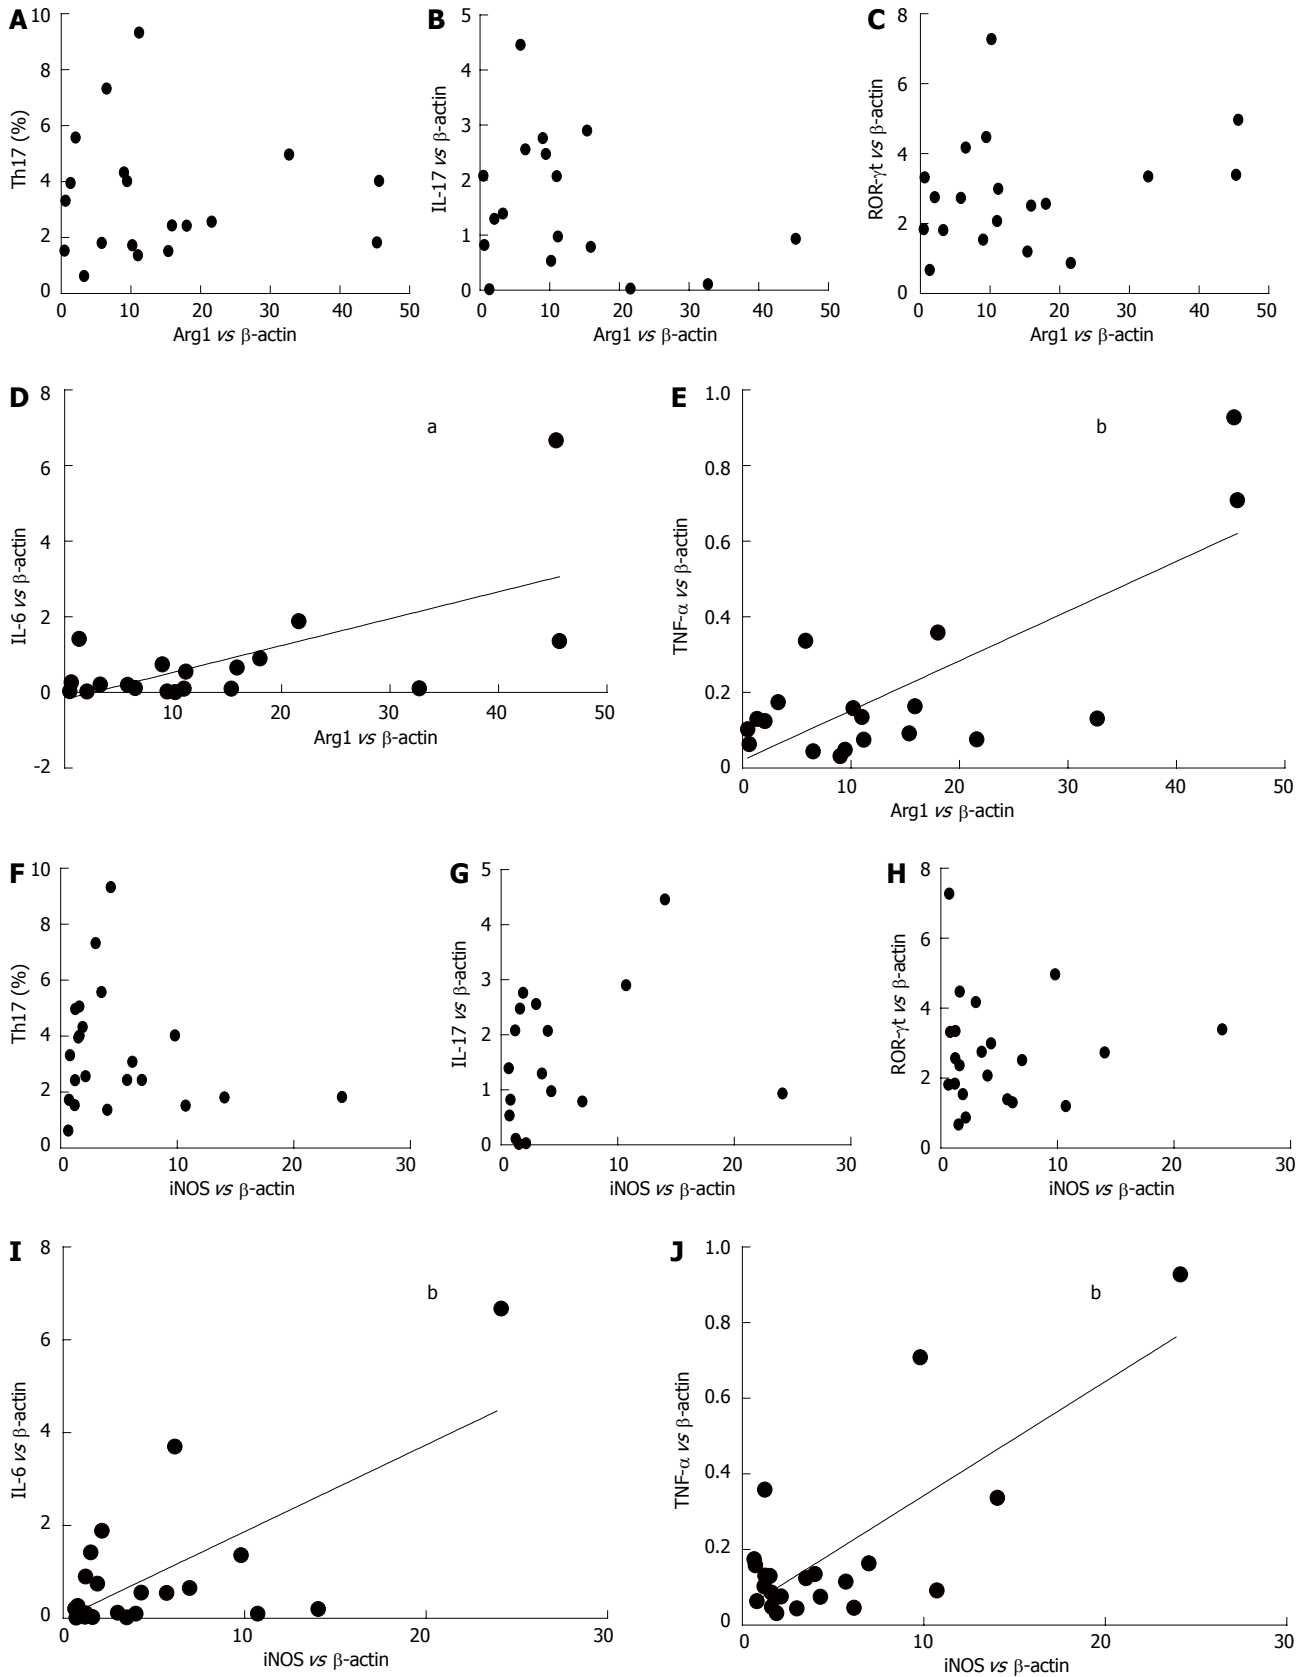 A
10
8
6
4
2
0
Th17 (%)
0 10 20 30 40 50
Arg1 vs β-actin
B
5
4
3
2
1
0
IL-17 vs β-actin
0 10 20 30 40 50
Arg1 vs β-actin
C
8
6
4
2
0
ROR-γt vs β-actin
0 10 20 30 40 50
Arg1 vs β-actin
D
8
6
4
2
0
-2
IL-6 vs β-actin
a
10 20 30 40 50
Arg1 vs β-actin
E
1.0
0.8
0.6
0.4
0.2
0
TNF-α vs β-actin
b
0 10 20 30 40 50
Arg1 vs β-actin
F
10
8
6
4
2
0
Th17 (%)
0 10 20 30
iNOS vs β-actin
G
5
4
3
2
1
0
IL-17 vs β-actin
0 10 20 30
iNOS vs β-actin
H
8
6
4
2
0
ROR-γt vs β-actin
0 10 20 30
iNOS vs β-actin
I
8
6
4
2
0
IL-6 vs β-actin
b
0 10 20 30
iNOS vs β-actin
J
1.0
0.8
0.6
0.4
0.2
0
TNF-α vs β-actin
b
0 10 20 30
iNOS vs β-actin